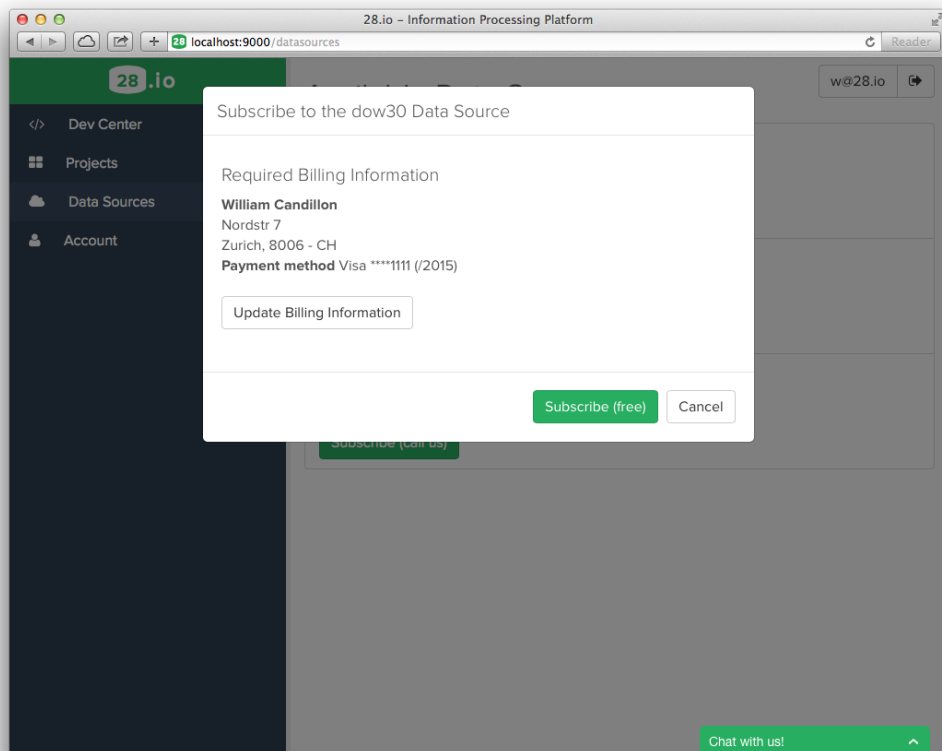 28.io – Information Processing Platform
28 localhost:9000/datasources
Reader
28 .io
w@28.io
Dev Center
Projects
Data Sources
Account
Subscribe to the dow30 Data Source
Required Billing Information
William Candillon
Nordstr 7
Zurich, 8006 - CH
Payment method Visa ****1111 (/2015)
Update Billing Information
Subscribe (free)
Cancel
Subscribe (call us)
Chat with us!